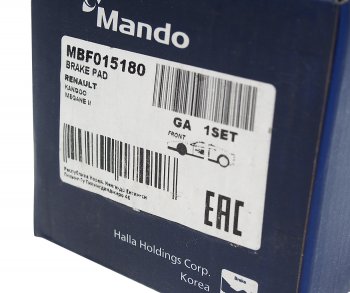 Mando
MBF015180
BRAKE PAD
RENAULT
KANGOO
MEGANE II
GA 1SET
FRONT
EAC
Halla Holdings Corp.
Korea